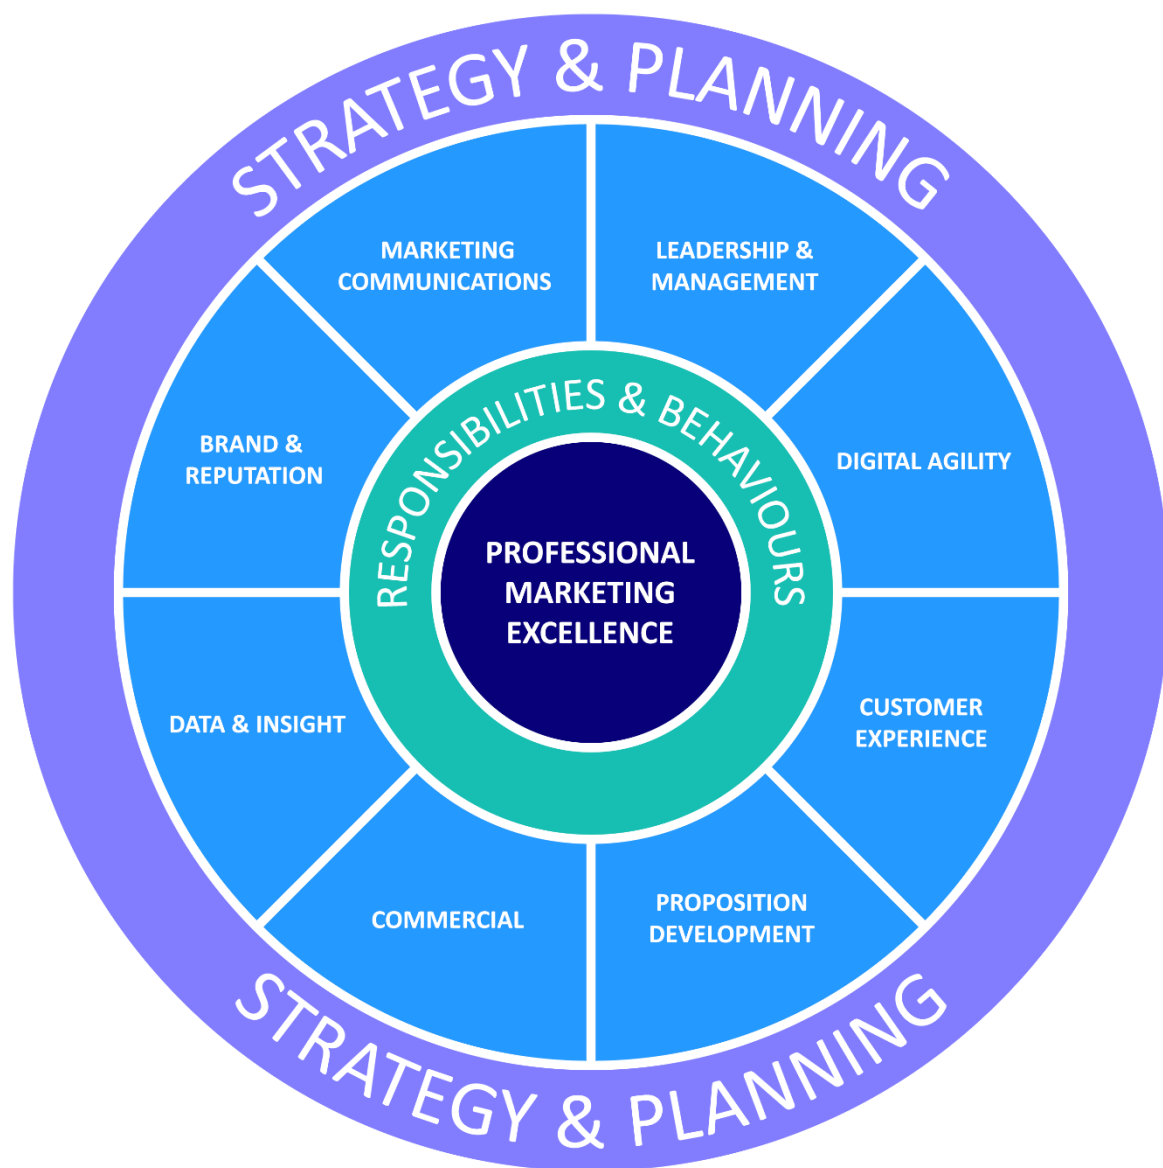 STRATEGY & PLANNING
MARKETING
COMMUNICATIONS
LEADERSHIP &
MANAGEMENT
RESPONSIBILITIES & BEHAVIOURS
BRAND &
REPUTATION
DIGITAL AGILITY
PROFESSIONAL
MARKETING
EXCELLENCE
DATA & INSIGHT
CUSTOMER
EXPERIENCE
COMMERCIAL
PROPOSITION
DEVELOPMENT
STRATEGY & PLANNING